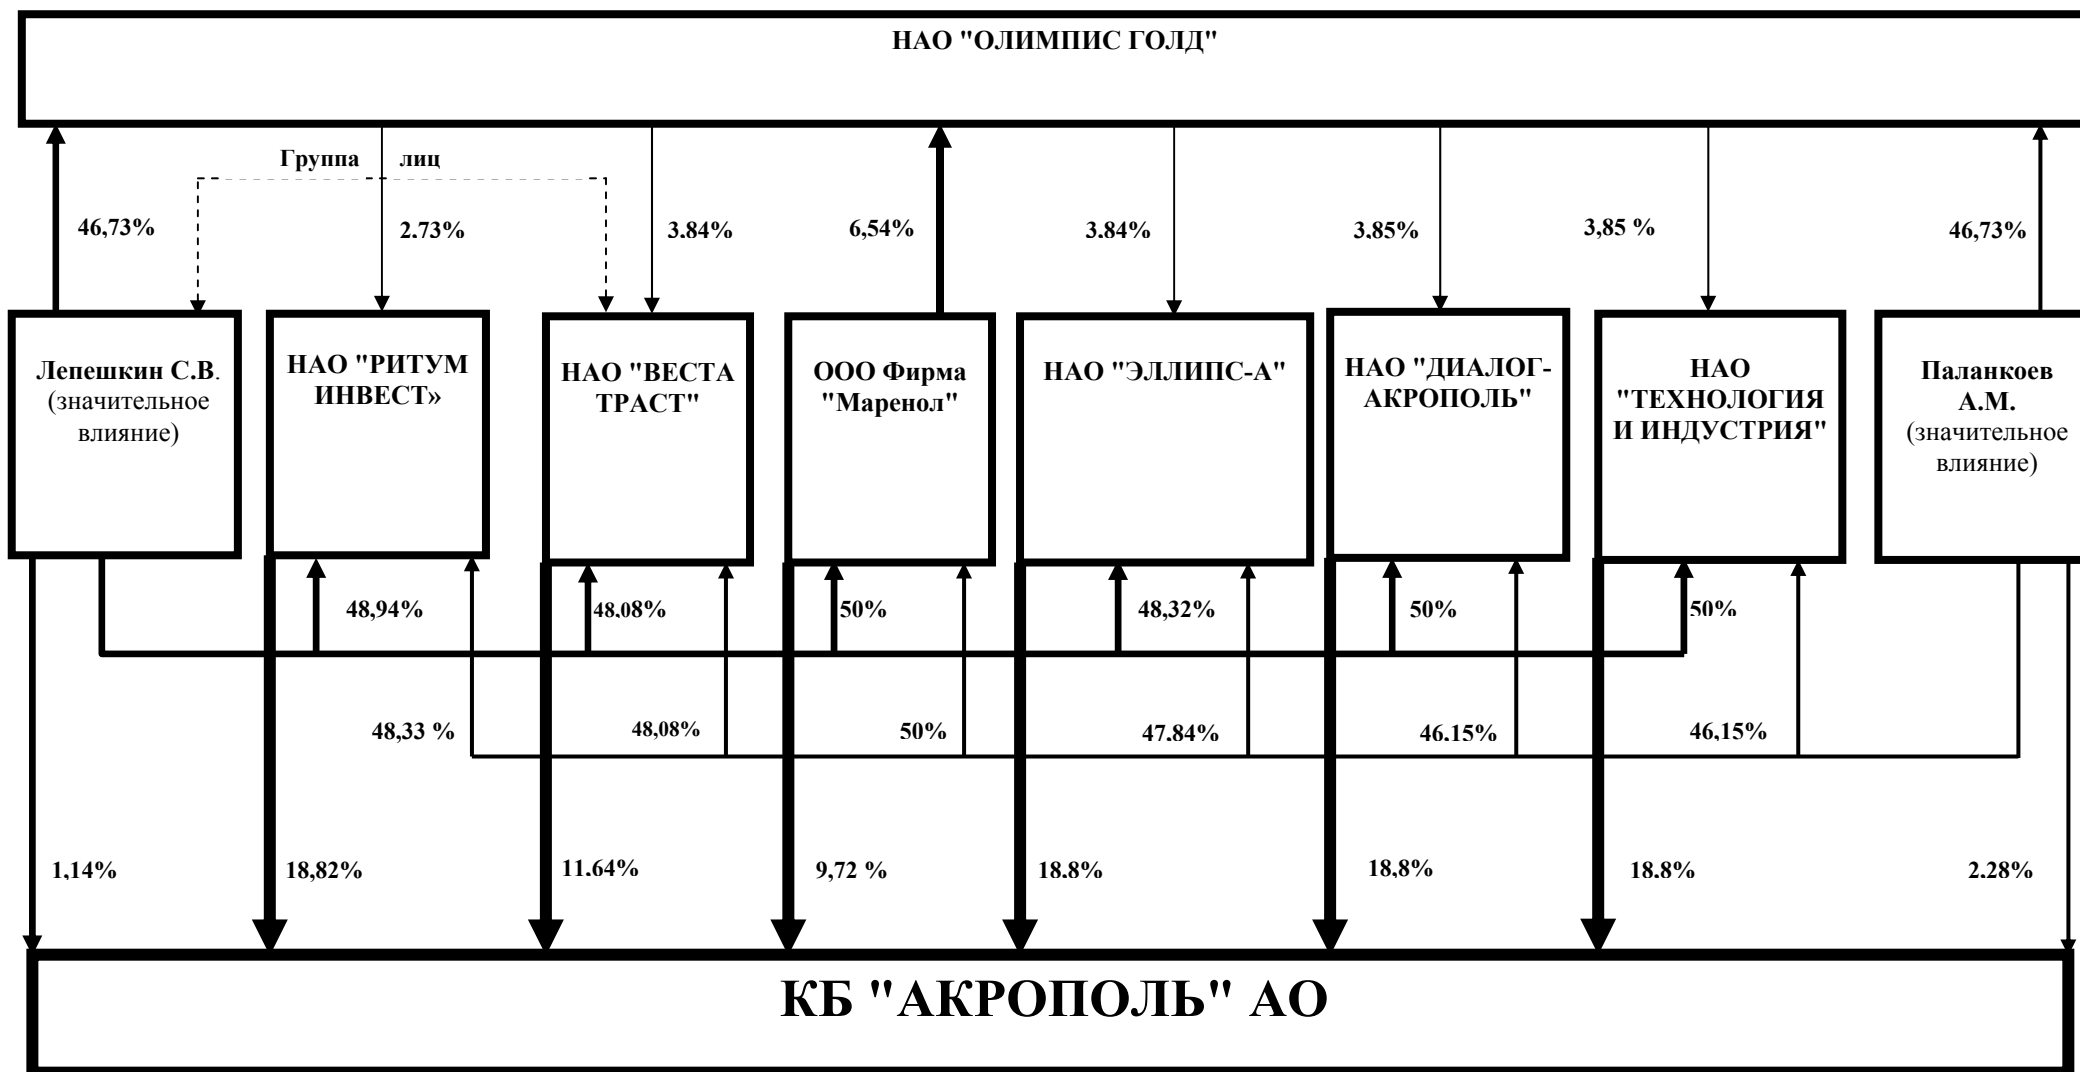 НАО "ОЛИМПИС ГОЛД"
Группа лиц
46,73%
2,73%
3,84%
6,54%
3,84%
3,85%
3,85 %
46,73%
Лепешкин С.В.
(значительное
влияние)
НАО "РИТУМ
ИНВЕСТ»
НАО "ВЕСТА
ТРАСТ"
ООО Фирма
"Маренол"
НАО "ЭЛЛИПС-А"
НАО "ДИАЛОГ-
АКРОПОЛЬ"
НАО
"ТЕХНОЛОГИЯ
И ИНДУСТРИЯ"
Паланкоев
А.М.
(значительное
влияние)
48,94%
48,08%
50%
48,32%
50%
50%
48,33 %
48,08%
50%
47,84%
46,15%
46,15%
1,14%
18,82%
11,64%
9,72 %
18,8%
18,8%
18,8%
2,28%
КБ "АКРОПОЛЬ" АО